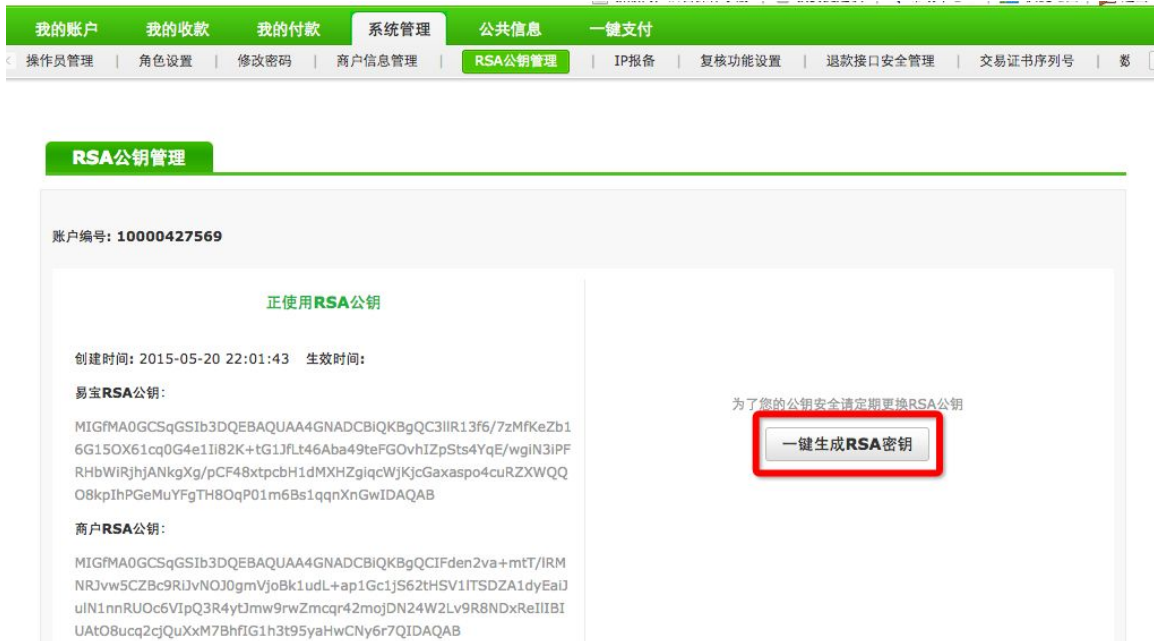 我的账户 我的收款 我的付款 系统管理 公共信息 一键支付
操作员管理 | 角色设置 | 修改密码 | 商户信息管理 | RSA公钥管理 | IP报备 | 复核功能设置 | 退款接口安全管理 | 交易证书序列号 |
RSA公钥管理
账户编号: 10000427569
正使用RSA公钥
创建时间: 2015-05-20 22:01:43 生效时间:
易宝RSA公钥:
MIGfMA0GCSqGSIb3DQEBAQUAA4GNADCBiQKBgQC3llR13f6/7zMfKeZb1
6G15OX61cq0G4e1Ii82K+tG1JfLt46Aba49teFGOvhIZpSts4YqE/wgiN3iPF
RHbWiRjhjANkgXg/pCF48xtpcbH1dMXHZgiqcWjKjcGaxaspo4cuRZXWQQ
O8kpIhPGeMuYFgTH8OqP01m6Bs1qqnXnGwIDAQAB
商户RSA公钥:
MIGfMA0GCSqGSIb3DQEBAQUAA4GNADCBiQKBgQCIFden2va+mtT/lRM
NRJvw5CZBc9RiJvNOJ0gmVjoBk1udL+ap1Gc1jS62tHSV1lTSDZA1dyEaiJ
ulN1nnRUOc6VIpQ3R4ytJmw9rwZmcqr42mojDN24W2Lv9R8NDxReIlIBI
UAtO8ucq2cjQuXxM7BhfIG1h3t95yaHwCNy6r7QIDAQAB
为了您的公钥安全请定期更换RSA公钥
一键生成RSA密钥